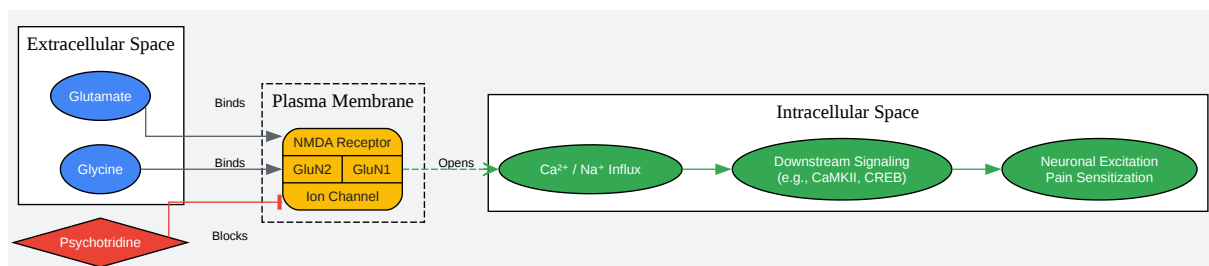 Extracellular Space
Glutamate
Glycine
Psychotridine
Binds
Binds
Blocks
Plasma Membrane
NMDA Receptor
GluN2
GluN1
Ion Channel
Opens
Intracellular Space
Ca²⁺ / Na⁺ Influx
Downstream Signaling
(e.g., CaMKII, CREB)
Neuronal Excitation
Pain Sensitization